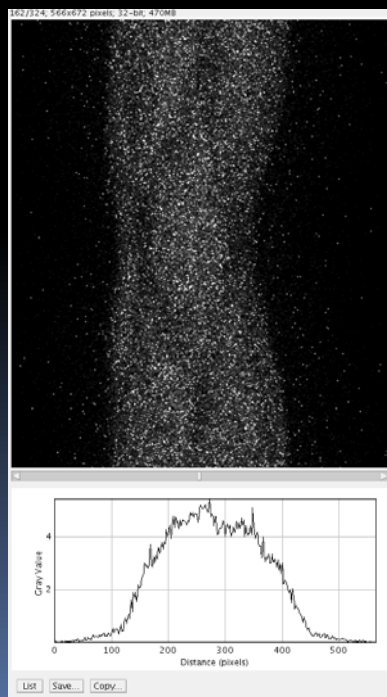 162/324; 566x672 pixels; 32-bit; 470MB
4
2
Gray Value
0 100 200 300 400 500
Distance (pixels)
List Save... Copy...